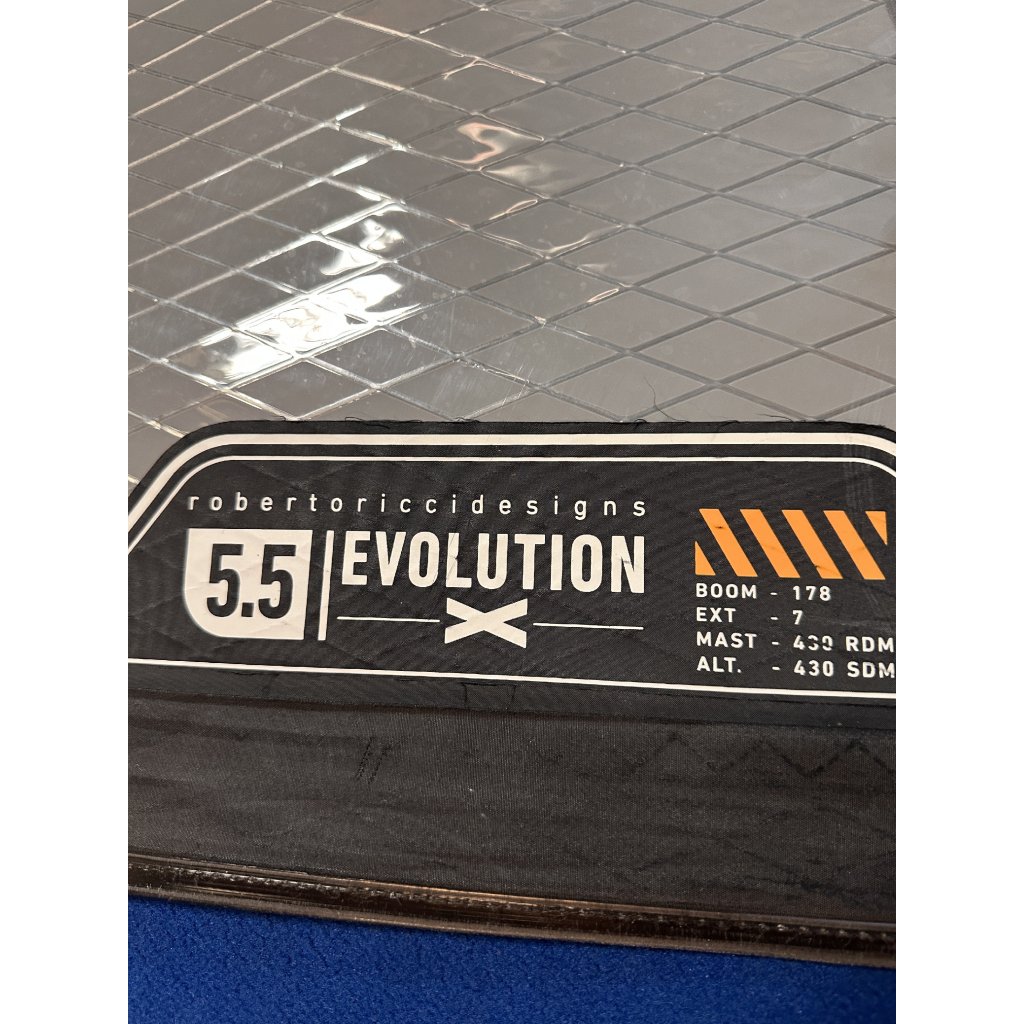 robertoriccidesigns
5.5 EVOLUTION
X
BOOM - 178
EXT - 7
MAST - 430 RDM
ALT. - 430 SDM